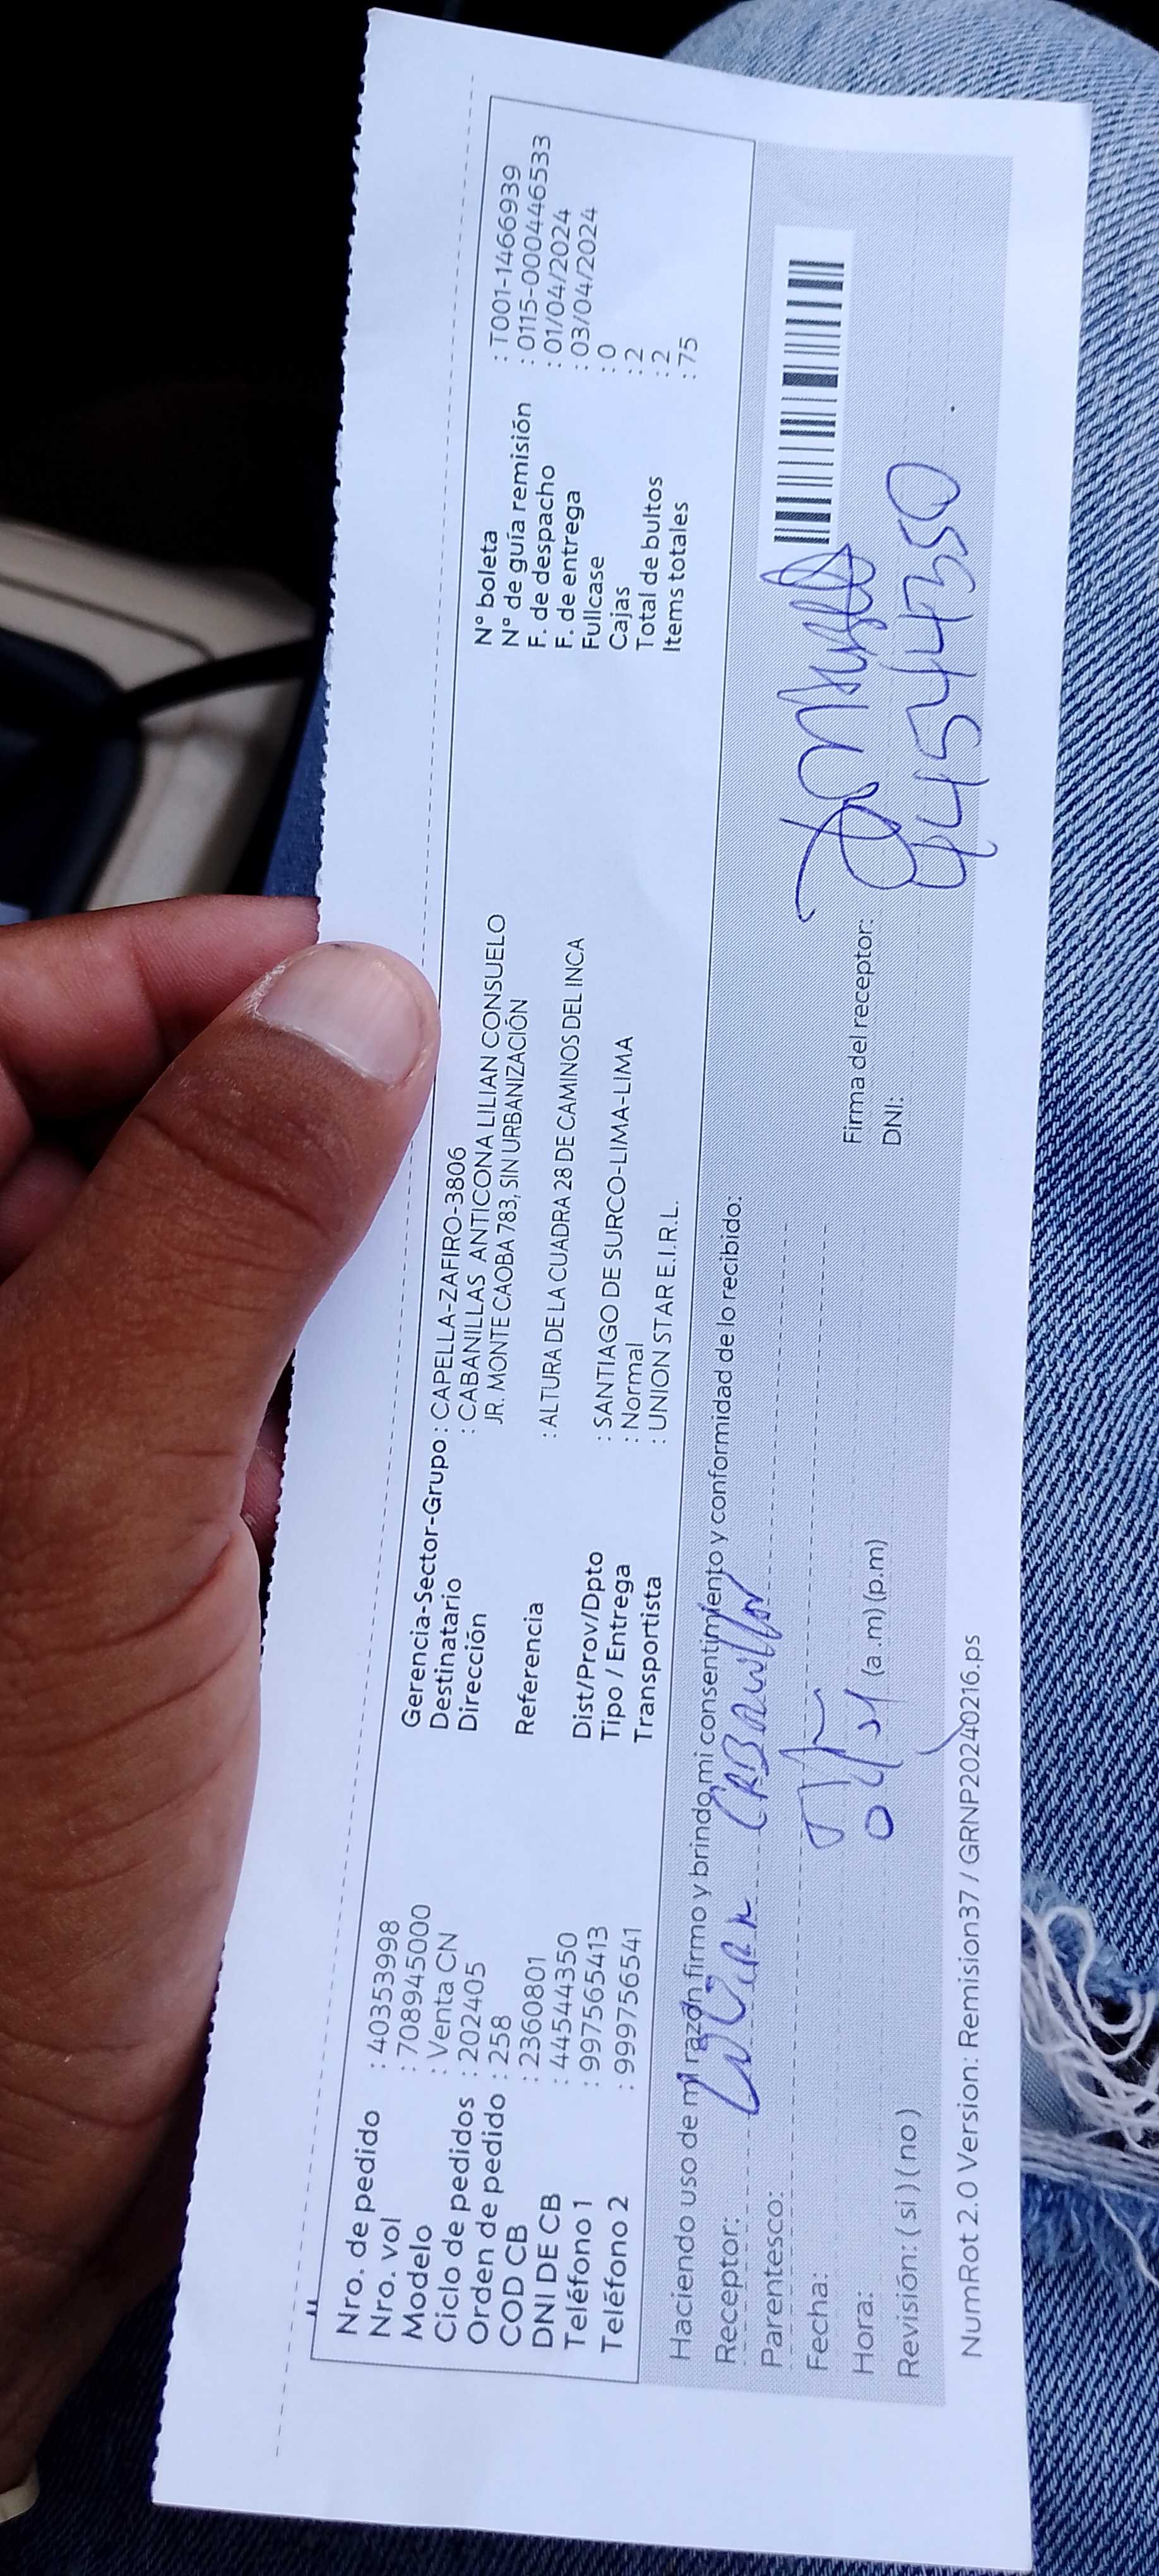 Nro. de pedido : 40353998
Nro. vol : 708945000
Modelo : Venta CN
Ciclo de pedidos : 202405
Orden de pedido : 258
COD CB : 2360801
DNI DE CB : 44544350
Teléfono 1 : 997565413
Teléfono 2 : 999756541
Gerencia-Sector-Grupo : CAPELLA-ZAFIRO-3806
Destinatario : CABANILLAS ANTICONA LILIAN CONSUELO
Dirección JR. MONTE CAOBA 783, SIN URBANIZACIÓN
Referencia : ALTURA DE LA CUADRA 28 DE CAMINOS DEL INCA
Dist/Prov/Dpto : SANTIAGO DE SURCO-LIMA-LIMA
Tipo / Entrega : Normal
Transportista : UNION STAR E.I.R.L.
N° boleta : T001-1466939
N° de guía remisión : 0115-000446533
F. de despacho : 01/04/2024
F. de entrega : 03/04/2024
Fullcase : 0
Cajas : 2
Total de bultos : 2
Items totales : 75
Haciendo uso de mi razón firmo y brindo mi consentimiento y conformidad de lo recibido:
Receptor:
Parentesco:
Fecha:
Hora: (a.m) (p.m)
Revisión: ( si ) ( no )
Firma del receptor:
DNI: 44544350
NumRot 2.0 Version: Remision37 / GRNP20240216.ps